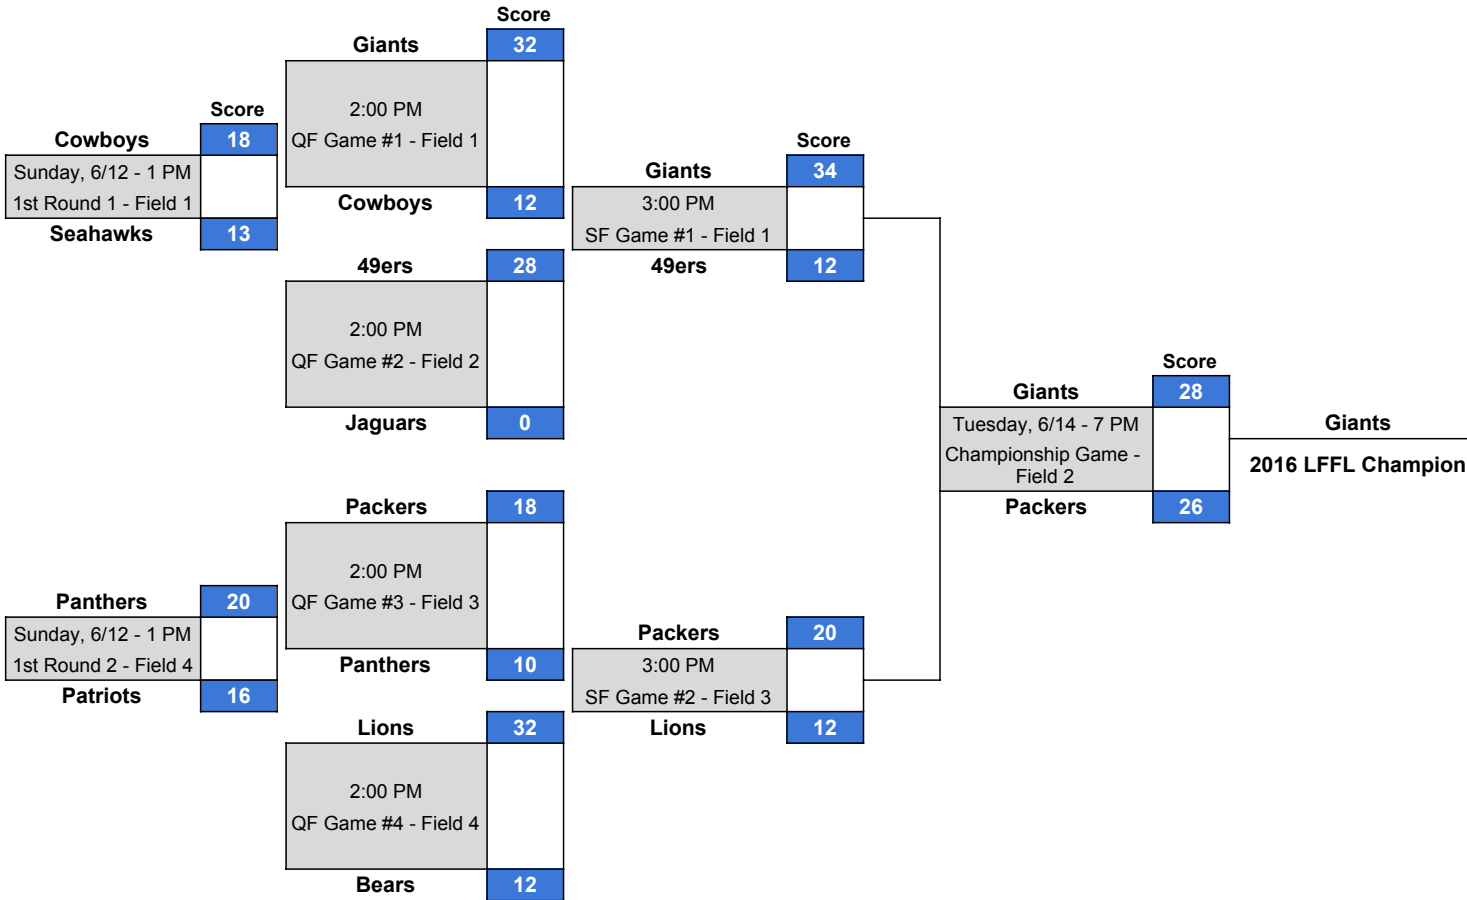 Score
Giants
32
2:00 PM
QF Game #1 - Field 1
Cowboys
12
Score
Cowboys
18
Sunday, 6/12 - 1 PM
1st Round 1 - Field 1
Seahawks
13
49ers
28
2:00 PM
QF Game #2 - Field 2
Jaguars
0
Score
Giants
34
3:00 PM
SF Game #1 - Field 1
49ers
12
Score
Giants
28
Tuesday, 6/14 - 7 PM
Championship Game -
Field 2
Packers
26
Giants
2016 LFFL Champion
Packers
18
2:00 PM
QF Game #3 - Field 3
Panthers
10
Panthers
20
Sunday, 6/12 - 1 PM
1st Round 2 - Field 4
Patriots
16
Packers
20
3:00 PM
SF Game #2 - Field 3
Lions
12
Lions
32
2:00 PM
QF Game #4 - Field 4
Bears
12